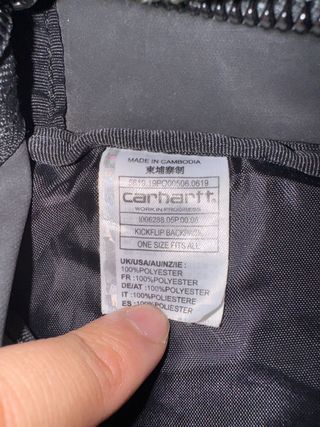 MADE IN CAMBODIA
柬埔寨制
carhartt
WORK IN PROGRESS
I006288.05P.00.06
KICKFLIP BACKPACK
ONE SIZE FITS ALL
UK/USA/AU/NZ/IE :
100%POLYESTER
FR : 100%POLYESTER
DE/AT :100%POLYESTER
IT : 100%POLIESTERE
ES :100%POLIESTER